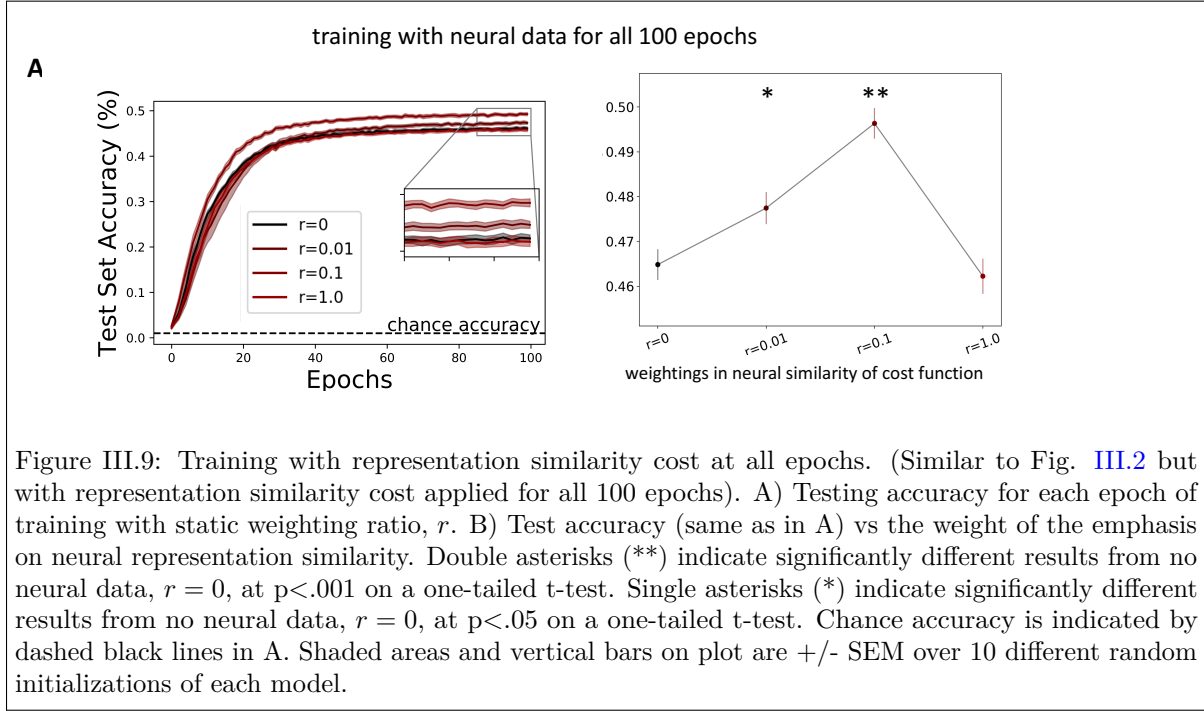 training with neural data for all 100 epochs
A
Test Set Accuracy (%)
0.5
0.4
0.3
0.2
0.1
0.0
r=0
r=0.01
r=0.1
r=1.0
chance accuracy
0 20 40 60 80 100
Epochs
* **
0.50
0.49
0.48
0.47
0.46
r=0 r=0.01 r=0.1 r=1.0
weightings in neural similarity of cost function
Figure III.9: Training with representation similarity cost at all epochs. (Similar to Fig. III.2 but
with representation similarity cost applied for all 100 epochs). A) Testing accuracy for each epoch of
training with static weighting ratio, r. B) Test accuracy (same as in A) vs the weight of the emphasis
on neural representation similarity. Double asterisks (**) indicate significantly different results from no
neural data, r = 0, at p<.001 on a one-tailed t-test. Single asterisks (*) indicate significantly different
results from no neural data, r = 0, at p<.05 on a one-tailed t-test. Chance accuracy is indicated by
dashed black lines in A. Shaded areas and vertical bars on plot are +/- SEM over 10 different random
initializations of each model.